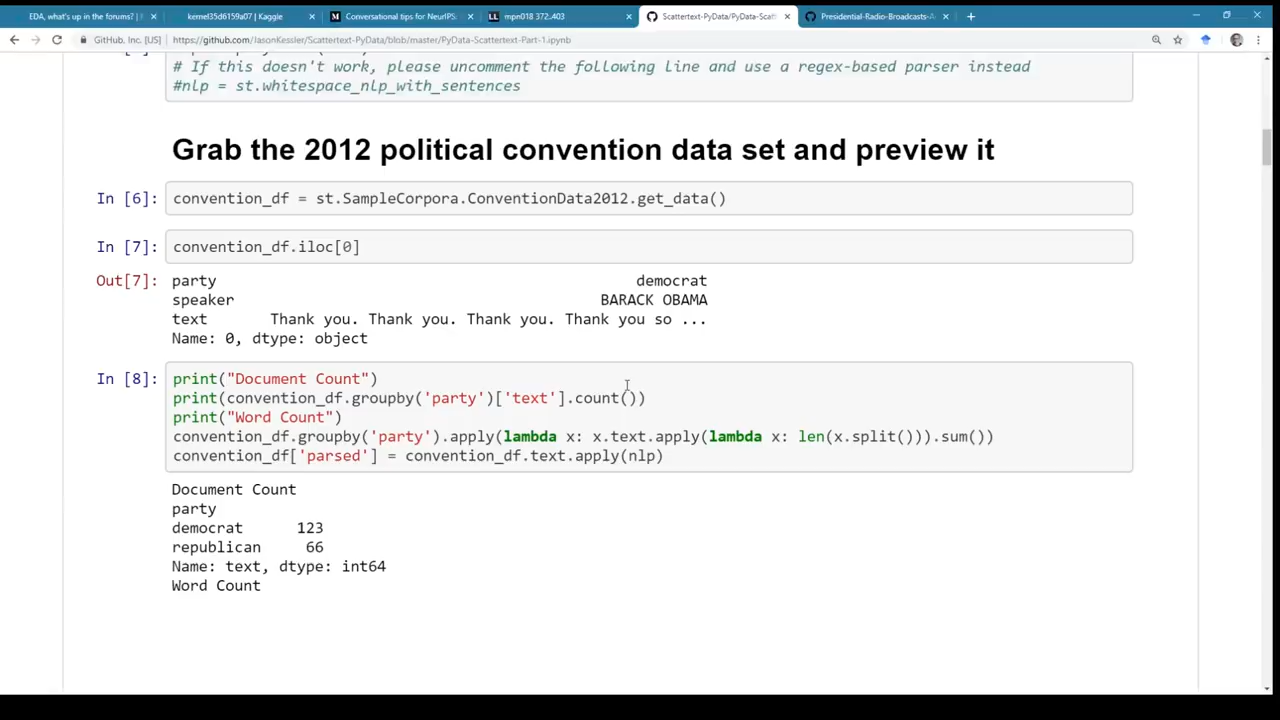 EDA, what's up in the forums? |
kernel35d6159a07 | Kaggle
Conversational tips for NeurIPS:
mpn018 372..403
Scattertext-PyData/PyData-Scatt
Presidential-Radio-Broadcasts-A
GitHub, Inc. [US]
https://github.com/JasonKessler/Scattertext-PyData/blob/master/PyData-Scattertext-Part-1.ipynb
# If this doesn't work, please uncomment the following line and use a regex-based parser instead
#nlp = st.whitespace_nlp_with_sentences
Grab the 2012 political convention data set and preview it
In [6]: convention_df = st.SampleCorpora.ConventionData2012.get_data()
In [7]: convention_df.iloc[0]
Out[7]: party democrat
speaker BARACK OBAMA
text Thank you. Thank you. Thank you. Thank you so ...
Name: 0, dtype: object
In [8]: print("Document Count")
print(convention_df.groupby('party')['text'].count())
print("Word Count")
convention_df.groupby('party').apply(lambda x: x.text.apply(lambda x: len(x.split())).sum())
convention_df['parsed'] = convention_df.text.apply(nlp)
Document Count
party
democrat 123
republican 66
Name: text, dtype: int64
Word Count